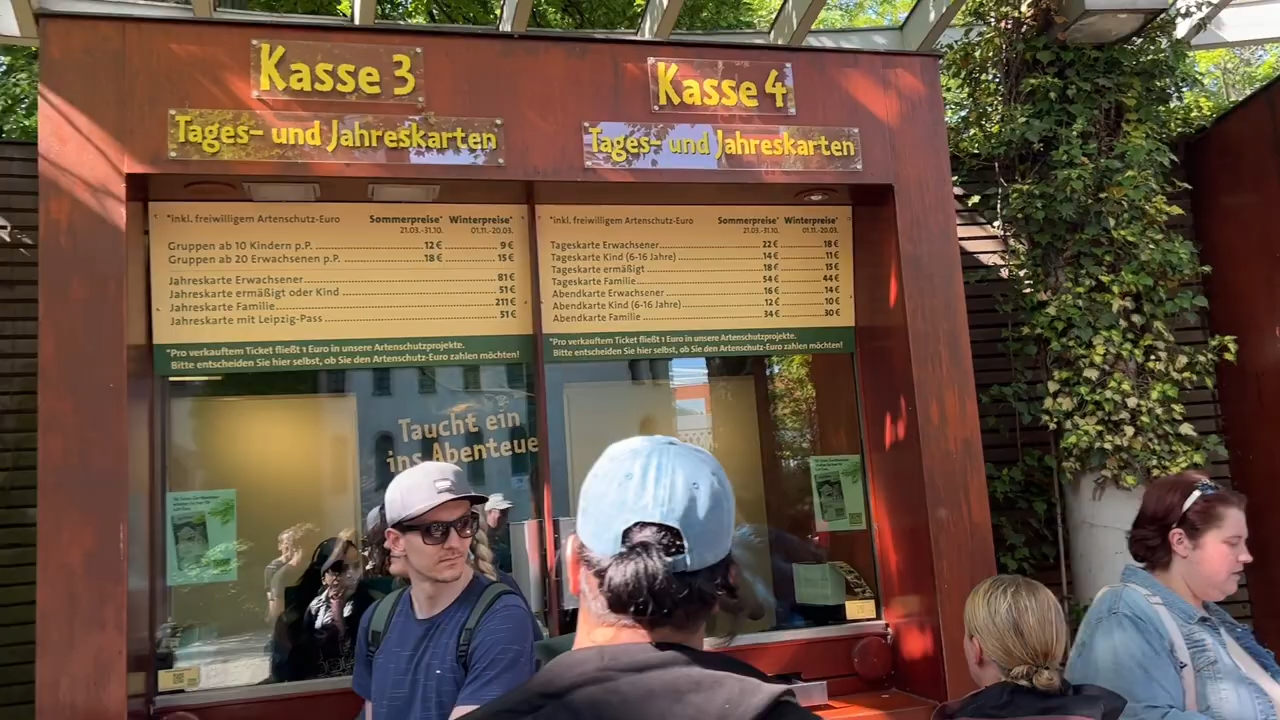 Kasse 3
Tages- und Jahreskarten
*inkl. freiwilligem Artenschutz-Euro Sommerpreise* Winterpreise*
21.03.-31.10. 01.11.-20.03.
Gruppen ab 10 Kindern p.P. 12 € 9 €
Gruppen ab 20 Erwachsenen p.P. 18 € 15 €
Jahreskarte Erwachsener 81 €
Jahreskarte ermäßigt oder Kind 51 €
Jahreskarte Familie 211 €
Jahreskarte mit Leipzig-Pass 51 €
*Pro verkauftem Ticket fließt 1 Euro in unsere Artenschutzprojekte.
Bitte entscheiden Sie hier selbst, ob Sie den Artenschutz-Euro zahlen möchten!
Taucht ein
ins Abenteue
Kasse 4
Tages- und Jahreskarten
*inkl. freiwilligem Artenschutz-Euro Sommerpreise* Winterpreise*
21.03.-31.10. 01.11.-20.03.
Tageskarte Erwachsener 22 € 18 €
Tageskarte Kind (6-16 Jahre) 14 € 11 €
Tageskarte ermäßigt 18 € 15 €
Tageskarte Familie 54 € 44 €
Abendkarte Erwachsener 16 € 14 €
Abendkarte Kind (6-16 Jahre) 12 € 10 €
Abendkarte Familie 34 € 30 €
*Pro verkauftem Ticket fließt 1 Euro in unsere Artenschutzprojekte.
Bitte entscheiden Sie hier selbst, ob Sie den Artenschutz-Euro zahlen möchten!